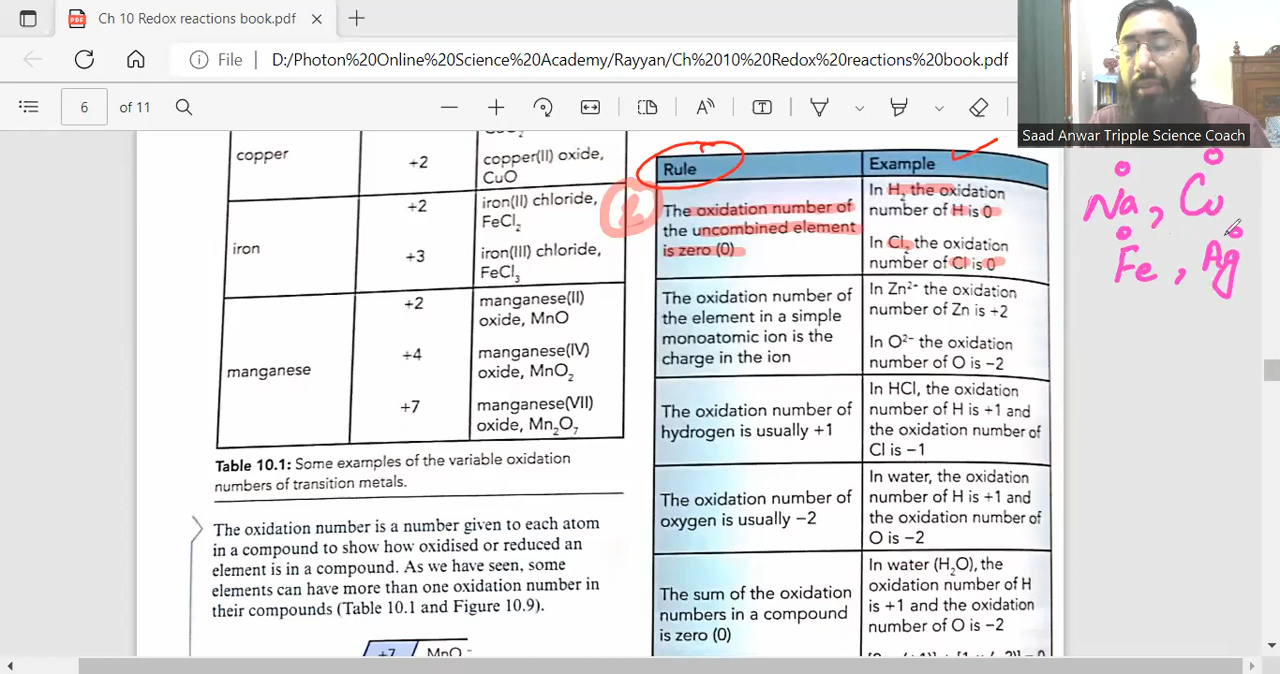 Ch 10 Redox reactions book.pdf
File | D:/Photon%20Online%20Science%20Academy/Rayyan/Ch%2010%20Redox%20reactions%20book.pdf
6 of 11
Saad Anwar Tripple Science Coach
copper
+2
copper(II) oxide,
CuO
iron
+2
iron(II) chloride,
FeCl₂
+3
iron(III) chloride,
FeCl₃
manganese
+2
manganese(II)
oxide, MnO
+4
manganese(IV)
oxide, MnO₂
+7
manganese(VII)
oxide, Mn₂O₇
Table 10.1: Some examples of the variable oxidation
numbers of transition metals.
The oxidation number is a number given to each atom
in a compound to show how oxidised or reduced an
element is in a compound. As we have seen, some
elements can have more than one oxidation number in
their compounds (Table 10.1 and Figure 10.9).
+7 MnO
Rule
Example
The oxidation number of
the uncombined element
is zero (0)
In H₂ the oxidation
number of H is 0
In Cl₂ the oxidation
number of Cl is 0
The oxidation number of
the element in a simple
monoatomic ion is the
charge in the ion
In Zn²⁺ the oxidation
number of Zn is +2
In O²⁻ the oxidation
number of O is −2
The oxidation number of
hydrogen is usually +1
In HCl, the oxidation
number of H is +1 and
the oxidation number of
Cl is −1
The oxidation number of
oxygen is usually −2
In water, the oxidation
number of H is +1 and
the oxidation number of
O is −2
The sum of the oxidation
numbers in a compound
is zero (0)
In water (H₂O), the
oxidation number of H
is +1 and the oxidation
number of O is −2
0 0
Na, Cu
0 0
Fe, Ag